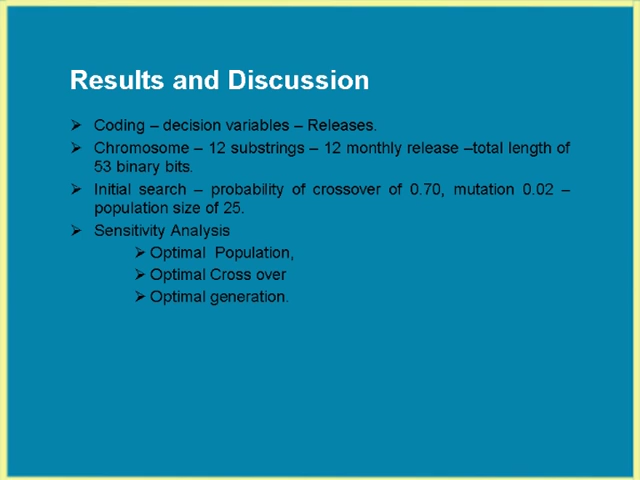 Results and Discussion
➢ Coding – decision variables – Releases.
➢ Chromosome – 12 substrings – 12 monthly release –total length of
53 binary bits.
➢ Initial search – probability of crossover of 0.70, mutation 0.02 –
population size of 25.
➢ Sensitivity Analysis
➢ Optimal Population,
➢ Optimal Cross over
➢ Optimal generation.